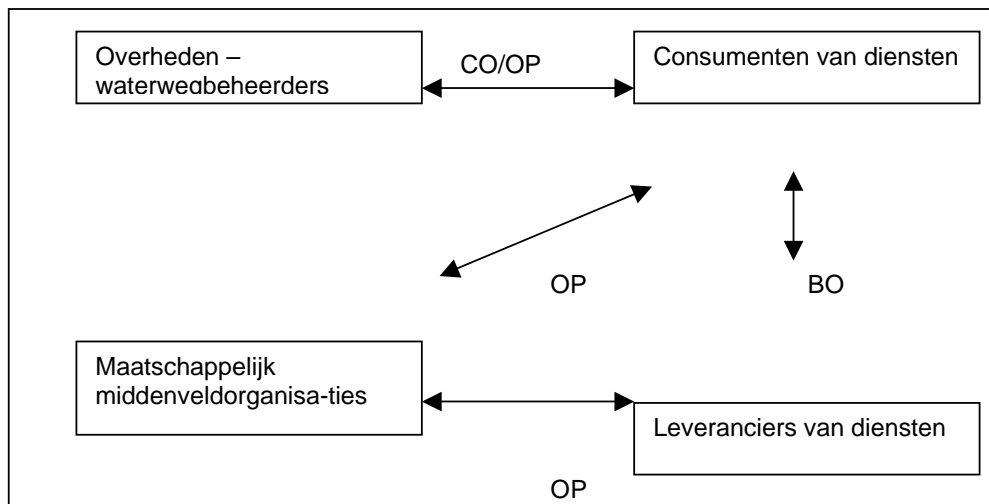 Overheden –
waterwegbeheerders
CO/OP
Consumenten van diensten
OP
BO
Maatschappelijk
middenveldorganisa-ties
Leveranciers van diensten
OP